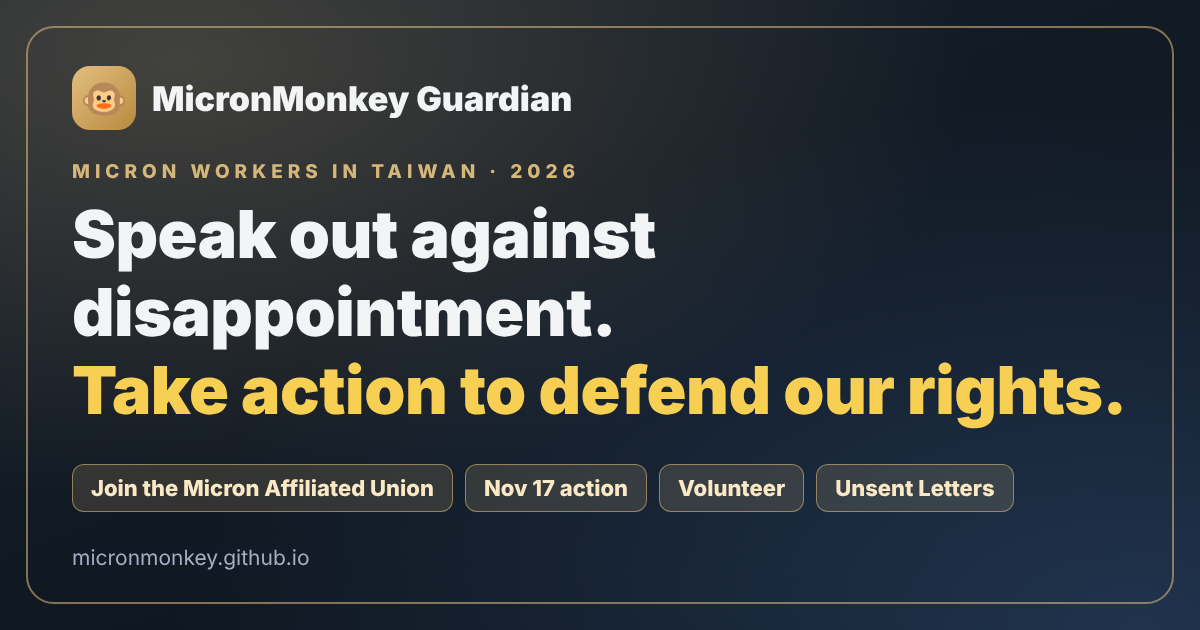 MicronMonkey Guardian
MICRON WORKERS IN TAIWAN · 2026
Speak out against
disappointment.
Take action to defend our rights.
Join the Micron Affiliated Union
Nov 17 action
Volunteer
Unsent Letters
micronmonkey.github.io